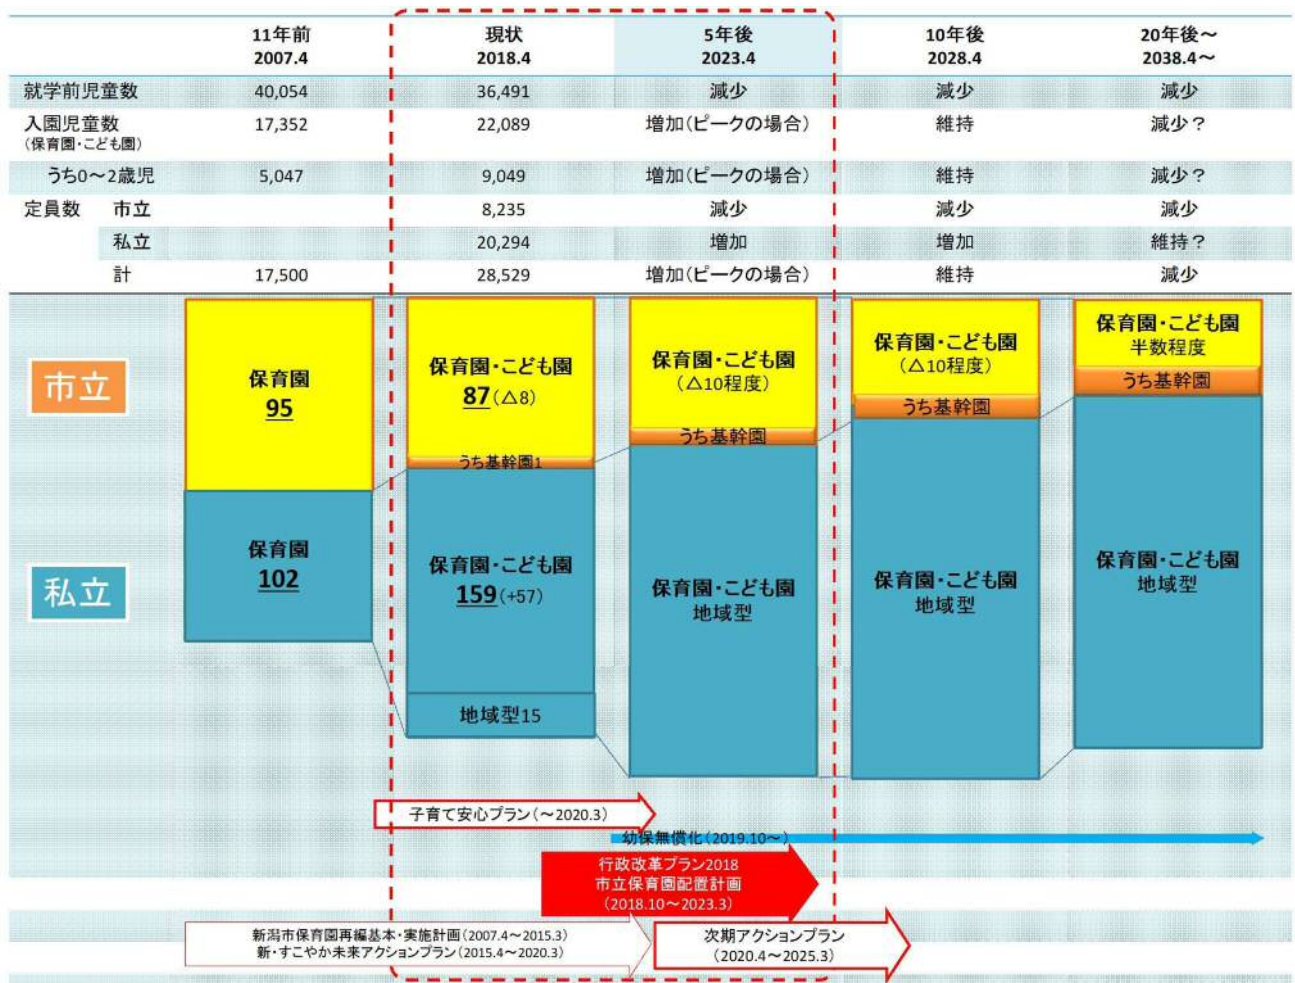 11年前 現状 5年後 10年後 20年後～
2007.4 2018.4 2023.4 2028.4 2038.4～
就学前児童数 40,054 36,491 減少 減少 減少
入園児童数 17,352 22,089 増加(ピークの場合) 維持 減少？
(保育園・こども園)
うち0～2歳児 5,047 9,049 増加(ピークの場合) 維持 減少？
定員数 市立 8,235 減少 減少 減少
私立 20,294 増加 増加 維持？
計 17,500 28,529 増加(ピークの場合) 維持 減少
市立
保育園
95
保育園・こども園
87(△8)
うち基幹園1
保育園・こども園
(△10程度)
うち基幹園
保育園・こども園
(△10程度)
うち基幹園
保育園・こども園
半数程度
うち基幹園
私立
保育園
102
保育園・こども園
159(+57)
地域型15
保育園・こども園
地域型
保育園・こども園
地域型
保育園・こども園
地域型
子育て安心プラン(～2020.3)
幼保無償化(2019.10～)
行政改革プラン2018
市立保育園配置計画
(2018.10～2023.3)
新潟市保育園再編基本・実施計画(2007.4～2015.3)
新・すこやか未来アクションプラン(2015.4～2020.3)
次期アクションプラン
(2020.4～2025.3)